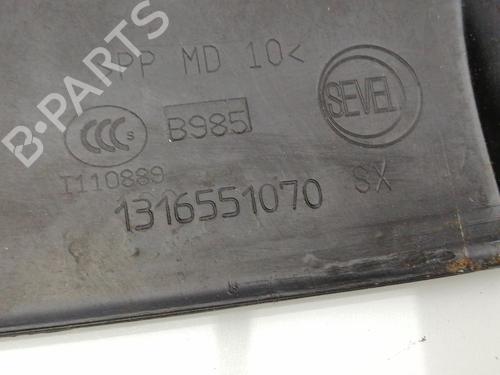 PP MD 10<
SEVEL
CCC S
B985
I110889
1316551070 SX
B-PARTS